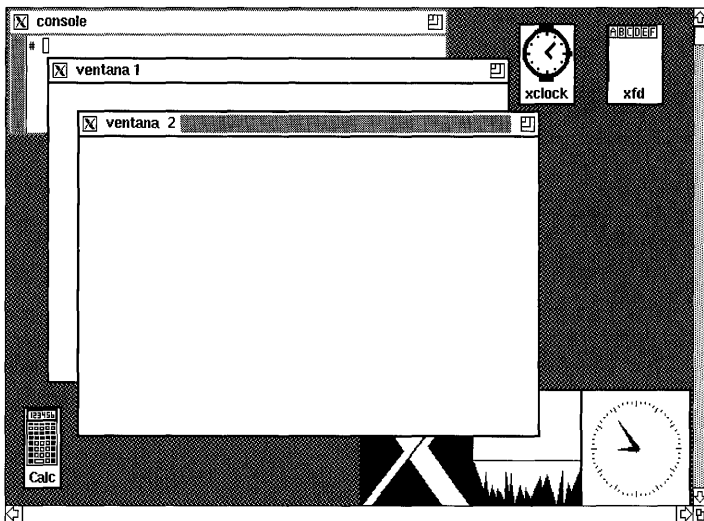 console
#
ventana 1
ventana 2
xclock
ABCDEF
xfd
123456
Calc